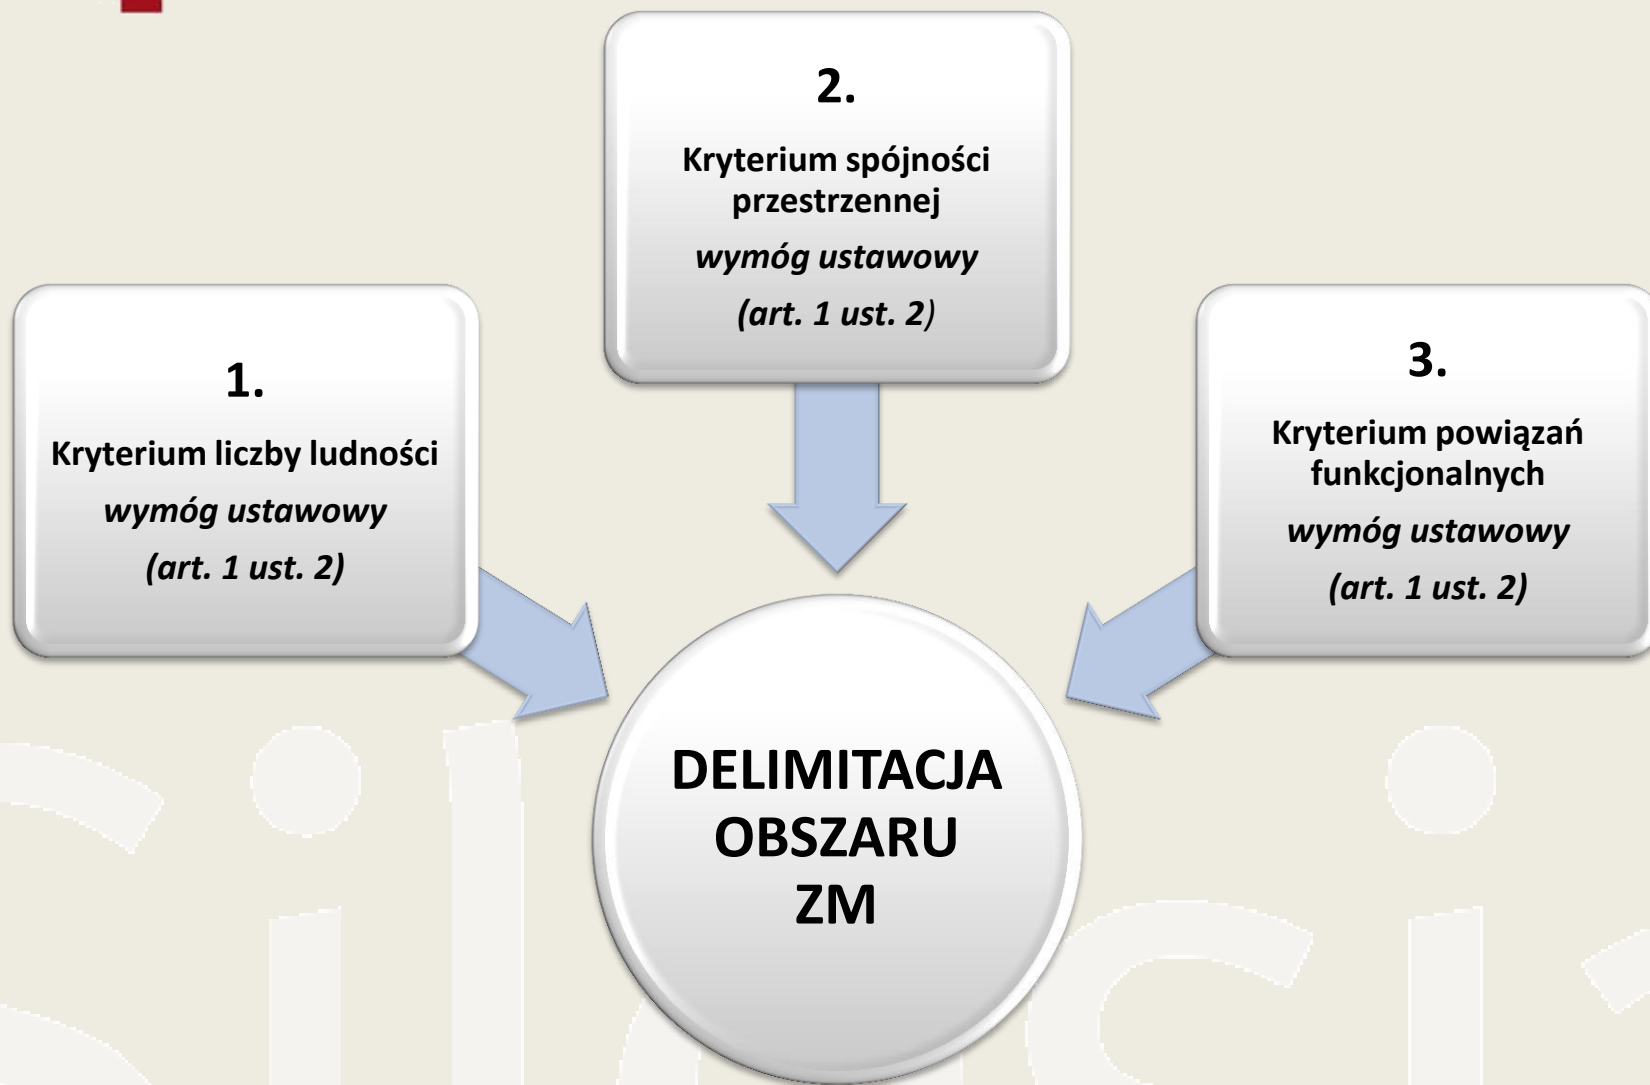 1.
Kryterium liczby ludności
wymóg ustawowy
(art. 1 ust. 2)
2.
Kryterium spójności
przestrzennej
wymóg ustawowy
(art. 1 ust. 2)
3.
Kryterium powiązań
funkcjonalnych
wymóg ustawowy
(art. 1 ust. 2)
DELIMITACJA
OBSZARU
ZM